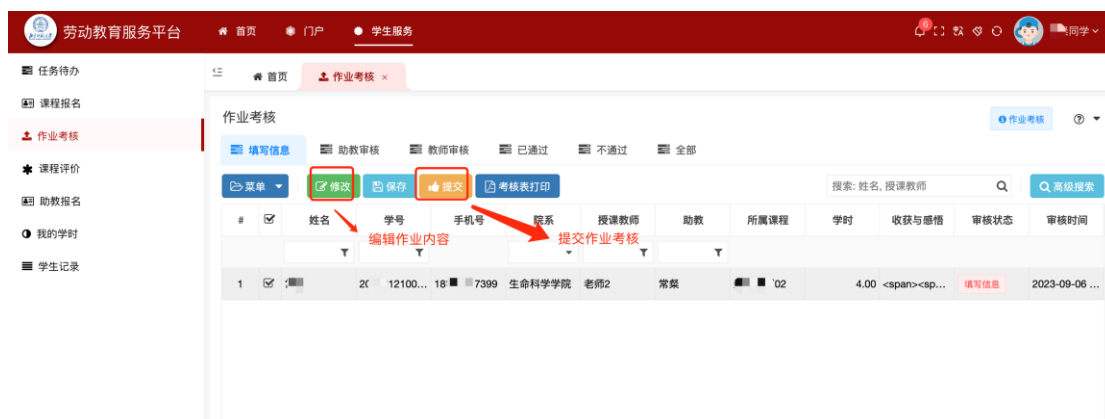 劳动教育服务平台 首页 门户 学生服务 6 同学
任务待办
课程报名
作业考核
课程评价
助教报名
我的学时
学生记录
首页 作业考核 ×
作业考核 作业考核
填写信息 助教审核 教师审核 已通过 不通过 全部
菜单 修改 保存 提交 考核表打印 搜索: 姓名, 授课教师 高级搜索
# 姓名 学号 手机号 院系 授课教师 助教 所属课程 学时 收获与感悟 审核状态 审核时间
编辑作业内容 提交作业考核
1 12100... 7399 生命科学学院 老师2 常粲 02 4.00 <span><sp... 填写信息 2023-09-06 ...